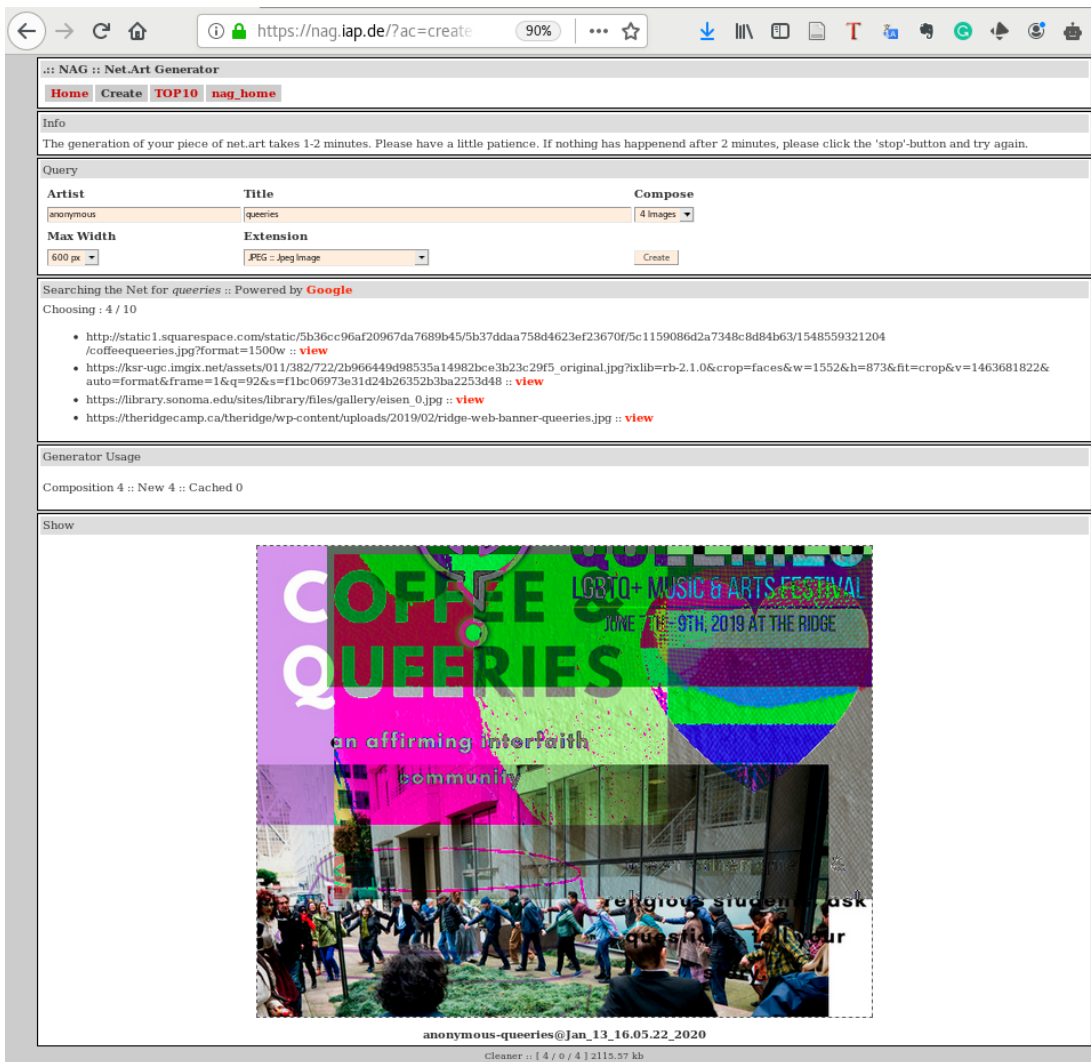 https://nag.iap.de/?ac=create 90%
.:: NAG :: Net.Art Generator
Home Create TOP10 nag_home
Info
The generation of your piece of net.art takes 1-2 minutes. Please have a little patience. If nothing has happenend after 2 minutes, please click the 'stop'-button and try again.
Query
Artist Title Compose
anonymous queeries 4 Images
Max Width Extension
600 px JPEG :: Jpeg Image Create
Searching the Net for queeries :: Powered by Google
Choosing : 4 / 10
http://static1.squarespace.com/static/5b36cc96af20967da7689b45/5b37ddaa758d4623ef23670f/5c1159086d2a7348c8d84b63/1548559321204
/coffeequeeries.jpg?format=1500w :: view
https://ksr-ugc.imgix.net/assets/011/382/722/2b966449d98535a14982bce3b23c29f5_original.jpg?ixlib=rb-2.1.0&crop=faces&w=1552&h=873&fit=crop&v=1463681822&
auto=format&frame=1&q=92&s=f1bc06973e31d24b26352b3ba2253d48 :: view
https://library.sonoma.edu/sites/library/files/gallery/eisen_0.jpg :: view
https://theridgecamp.ca/theridge/wp-content/uploads/2019/02/ridge-web-banner-queeries.jpg :: view
Generator Usage
Composition 4 :: New 4 :: Cached 0
Show
QUEERIES
COFFEE &
QUEERIES
LGBTQ+ MUSIC & ARTS FESTIVAL
JUNE 7TH - 9TH, 2019 AT THE RIDGE
an affirming interfaith
community
religious students ask
questions, tell your
anonymous-queeries@Jan_13_16.05.22_2020
Cleaner :: [ 4 / 0 / 4 ] 2115.57 kb